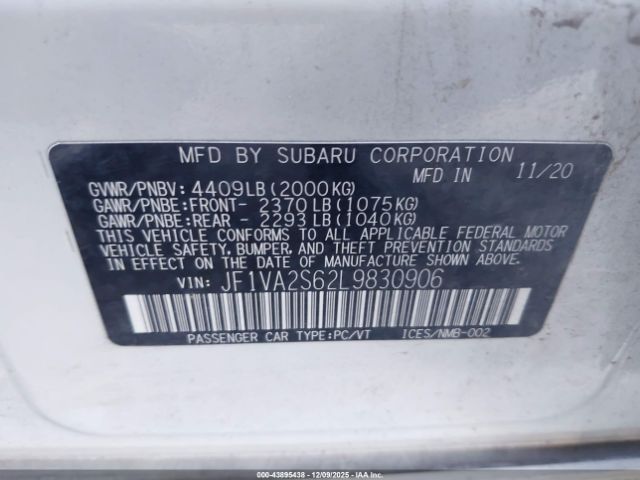 MFD BY SUBARU CORPORATION
MFD IN 11/20
GVWR/PNBV: 4409LB (2000KG)
GAWR/PNBE:FRONT- 2370LB (1075KG)
GAWR/PNBE:REAR - 2293LB (1040KG)
THIS VEHICLE CONFORMS TO ALL APPLICABLE FEDERAL MOTOR
VEHICLE SAFETY, BUMPER, AND THEFT PREVENTION STANDARDS
IN EFFECT ON THE DATE OF MANUFACTURE SHOWN ABOVE.
VIN: JF1VA2S62L9830906
PASSENGER CAR TYPE:PC/VT ICES/NMB-002
000-43895438 - 12/09/2025 - IAAI.com